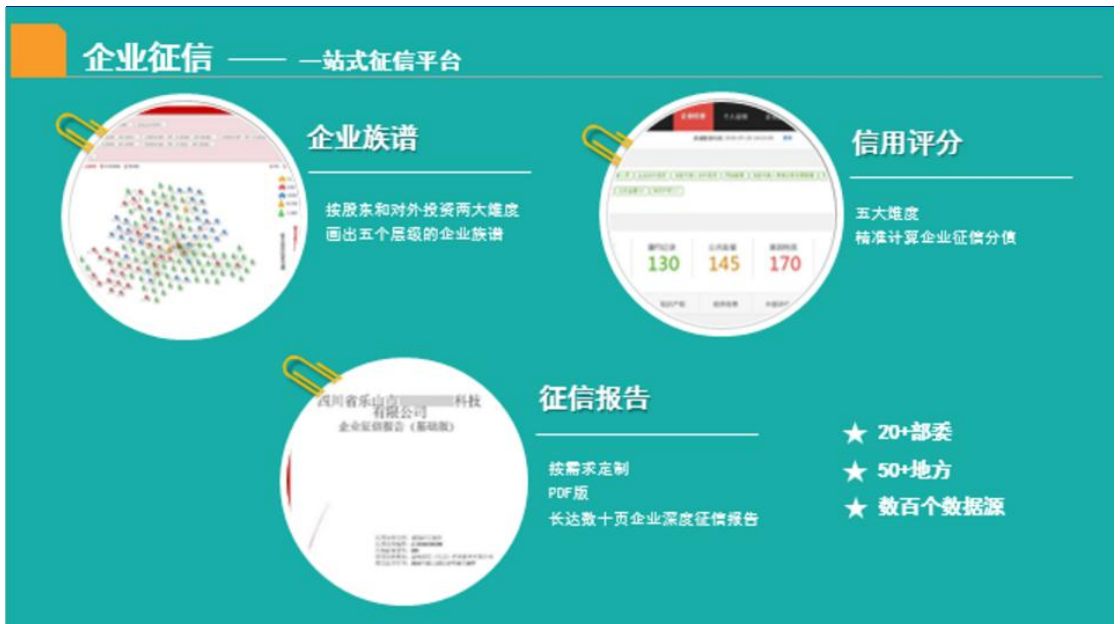 企业征信 —— 一站式征信平台
企业族谱
按股东和对外投资两大维度
画出五个层级的企业族谱
信用评分
五大维度
精准计算企业征信分值
130 145 170
四川省乐山市 科技
有限公司
企业征信报告（基础版）
征信报告
按需求定制
PDF版
长达数十页企业深度征信报告
★ 20+部委
★ 50+地方
★ 数百个数据源